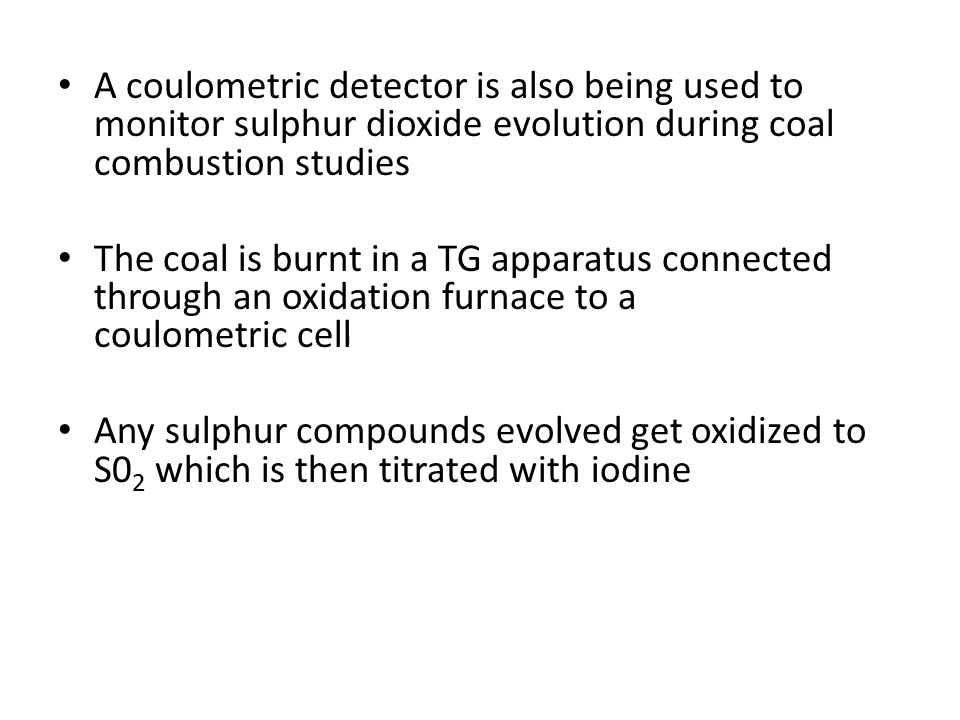 • A coulometric detector is also being used to
monitor sulphur dioxide evolution during coal
combustion studies
• The coal is burnt in a TG apparatus connected
through an oxidation furnace to a
coulometric cell
• Any sulphur compounds evolved get oxidized to
S0₂ which is then titrated with iodine